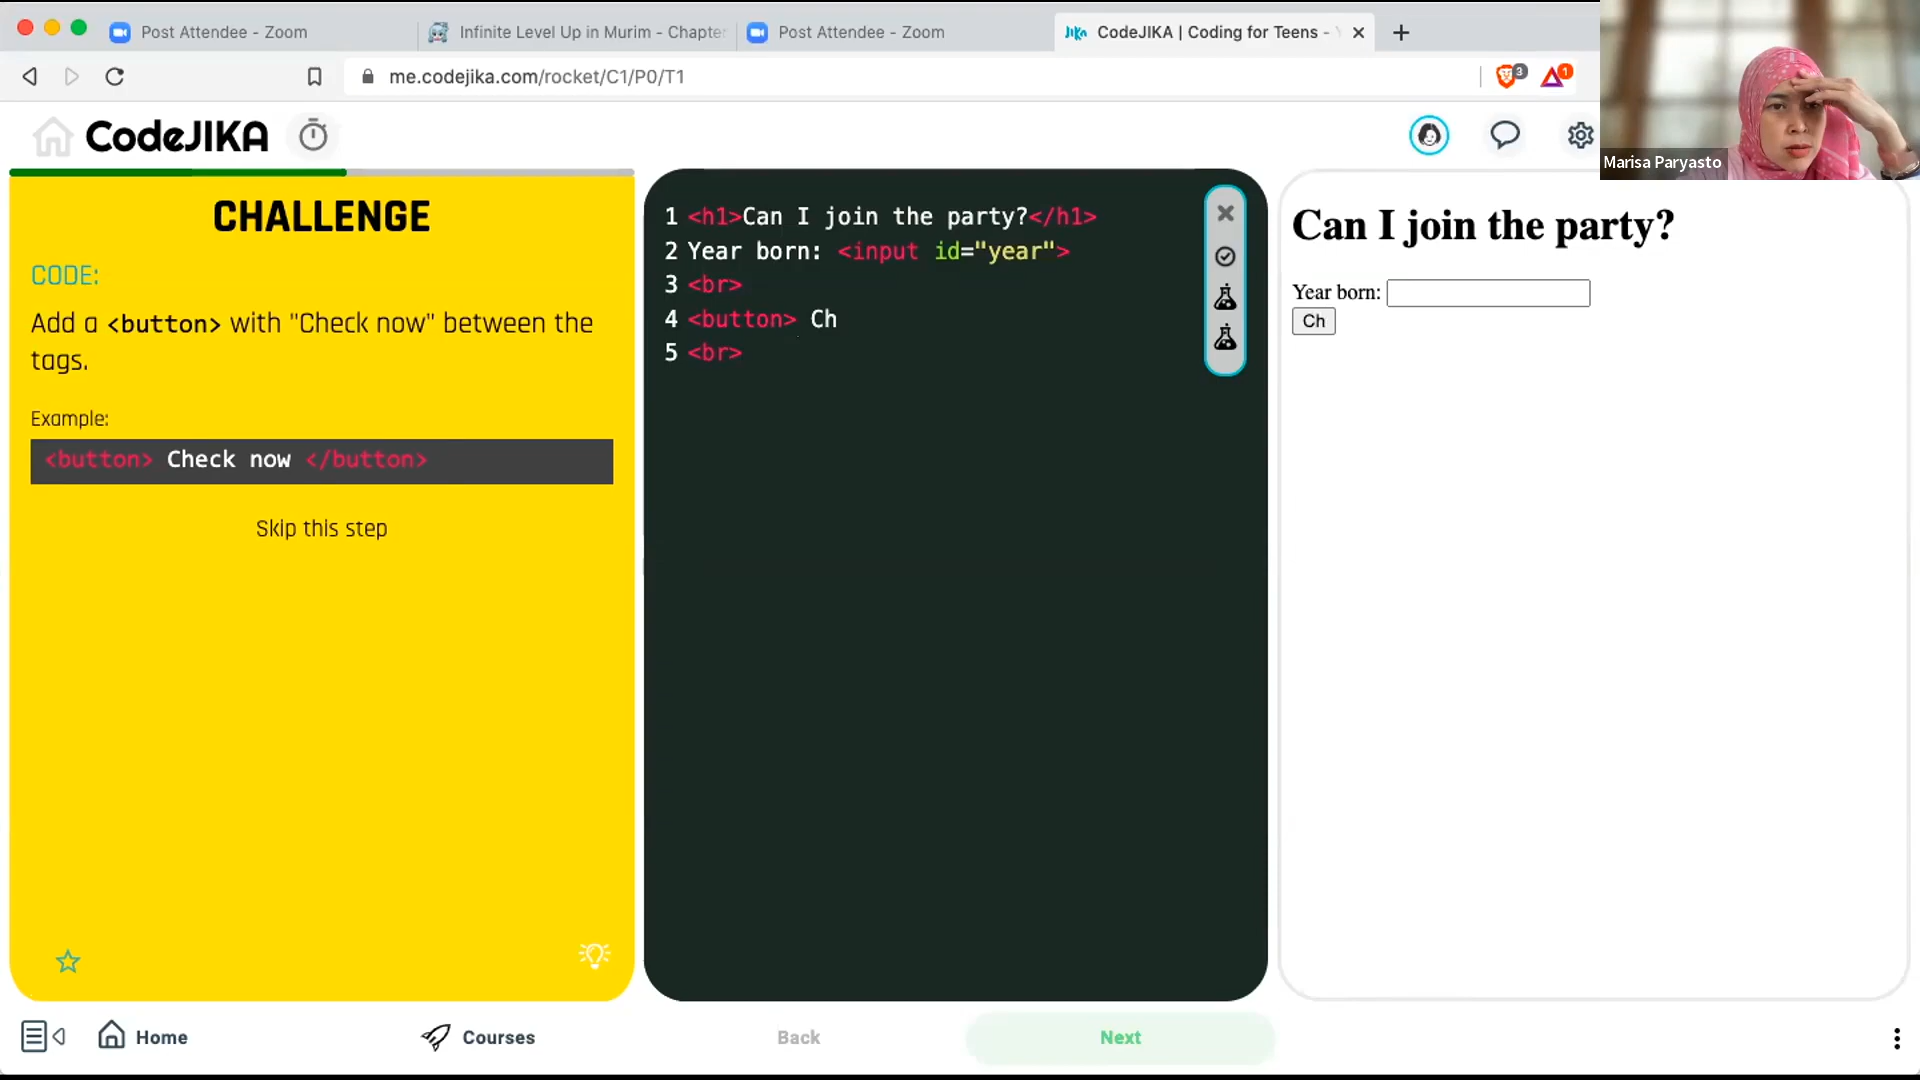 Post Attendee - Zoom
Infinite Level Up in Murim - Chapter
Post Attendee - Zoom
JIKA CodeJIKA | Coding for Teens -
me.codejika.com/rocket/C1/P0/T1
3
1
CodeJIKA
Marisa Paryasto
CHALLENGE
CODE:
Add a <button> with "Check now" between the
tags.
Example:
<button> Check now </button>
Skip this step
1 <h1>Can I join the party?</h1>
2 Year born: <input id="year">
3 <br>
4 <button> Ch
5 <br>
Can I join the party?
Year born:
Ch
Home
Courses
Back
Next